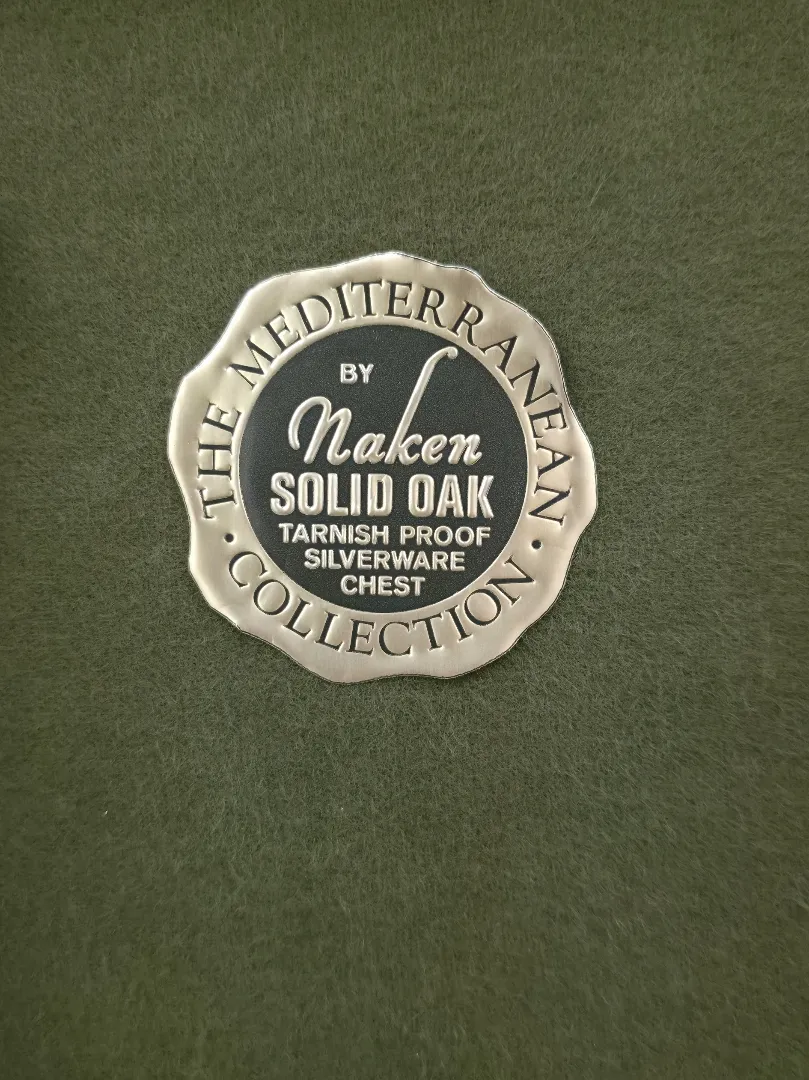 THE MEDITERRANEAN
BY
Naken
SOLID OAK
TARNISH PROOF
SILVERWARE
CHEST
• COLLECTION •